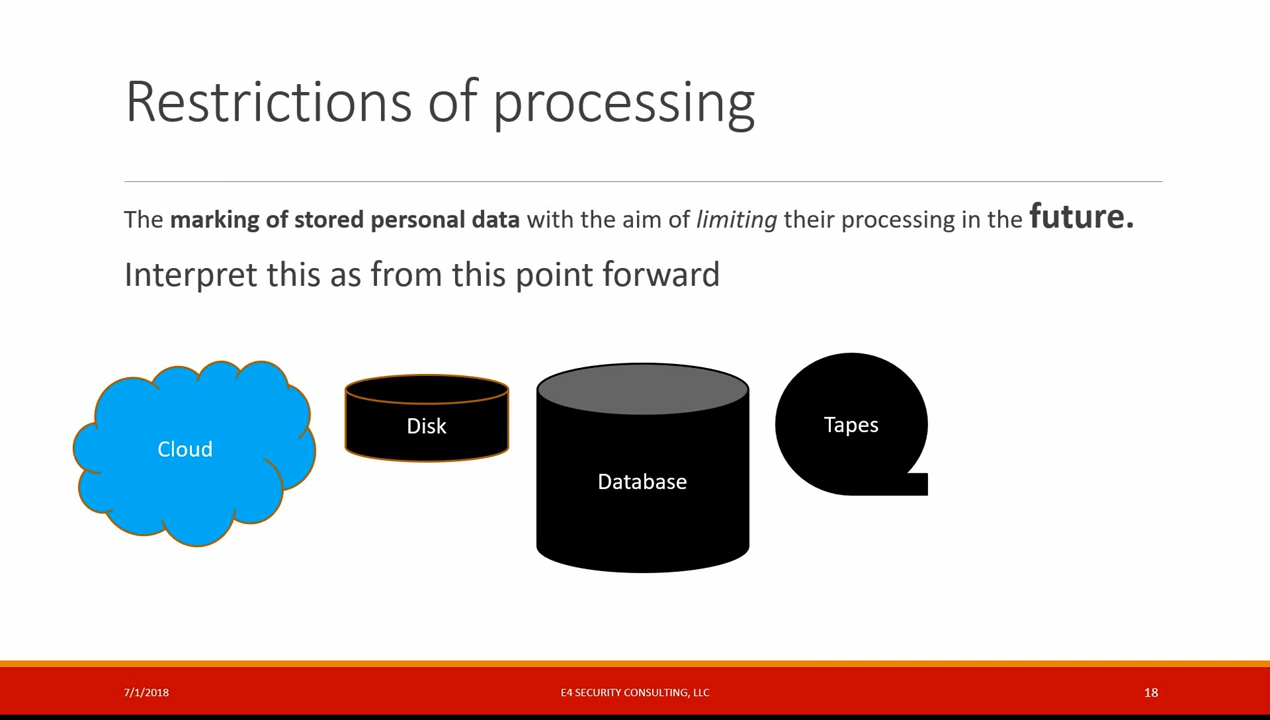 Restrictions of processing
The marking of stored personal data with the aim of limiting their processing in the future.
Interpret this as from this point forward
Cloud
Disk
Database
Tapes
7/1/2018
E4 SECURITY CONSULTING, LLC
18